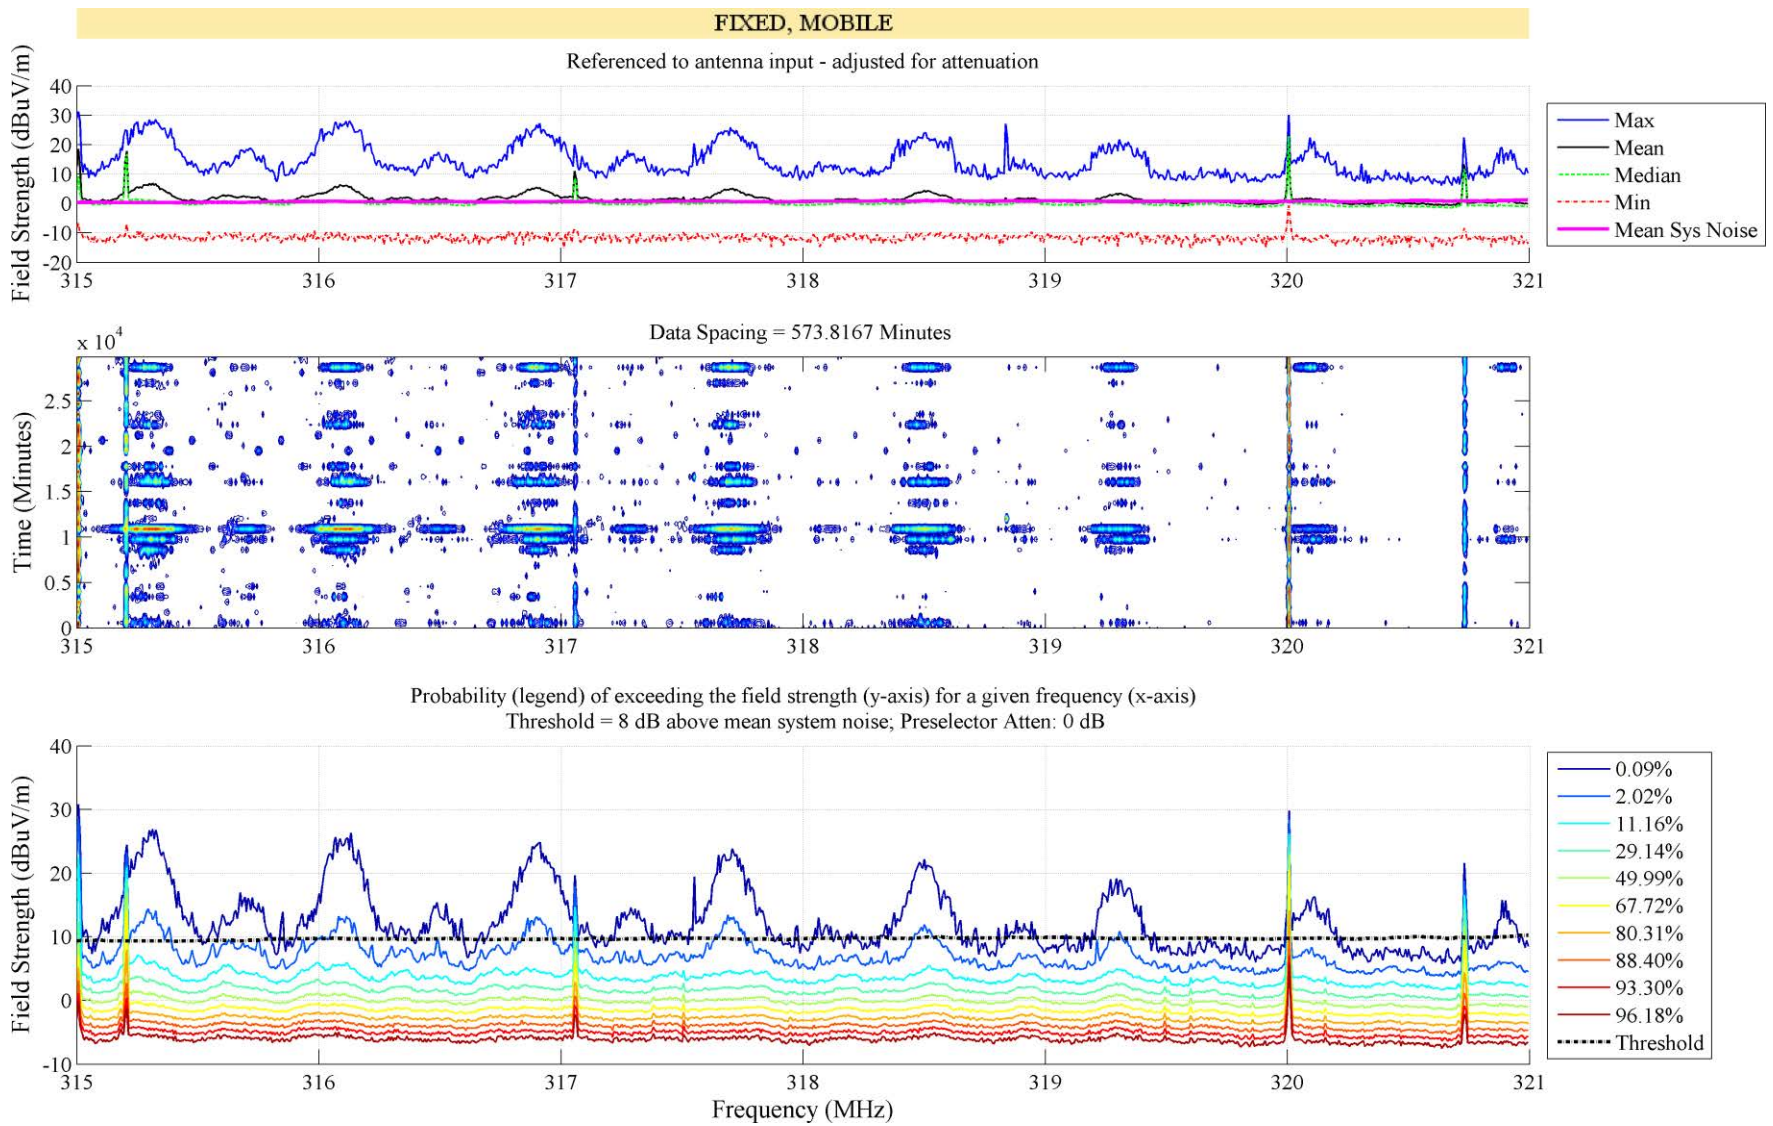 FIXED, MOBILE
Referenced to antenna input - adjusted for attenuation
Field Strength (dBuV/m)
40
30
20
10
0
-10
-20
315 316 317 318 319 320 321
Max
Mean
Median
Min
Mean Sys Noise
Data Spacing = 573.8167 Minutes
x 10^4
Time (Minutes)
2.5
2
1.5
1
0.5
0
315 316 317 318 319 320 321
Probability (legend) of exceeding the field strength (y-axis) for a given frequency (x-axis)
Threshold = 8 dB above mean system noise; Preselector Atten: 0 dB
Field Strength (dBuV/m)
40
30
20
10
0
-10
315 316 317 318 319 320 321
Frequency (MHz)
0.09%
2.02%
11.16%
29.14%
49.99%
67.72%
80.31%
88.40%
93.30%
96.18%
Threshold